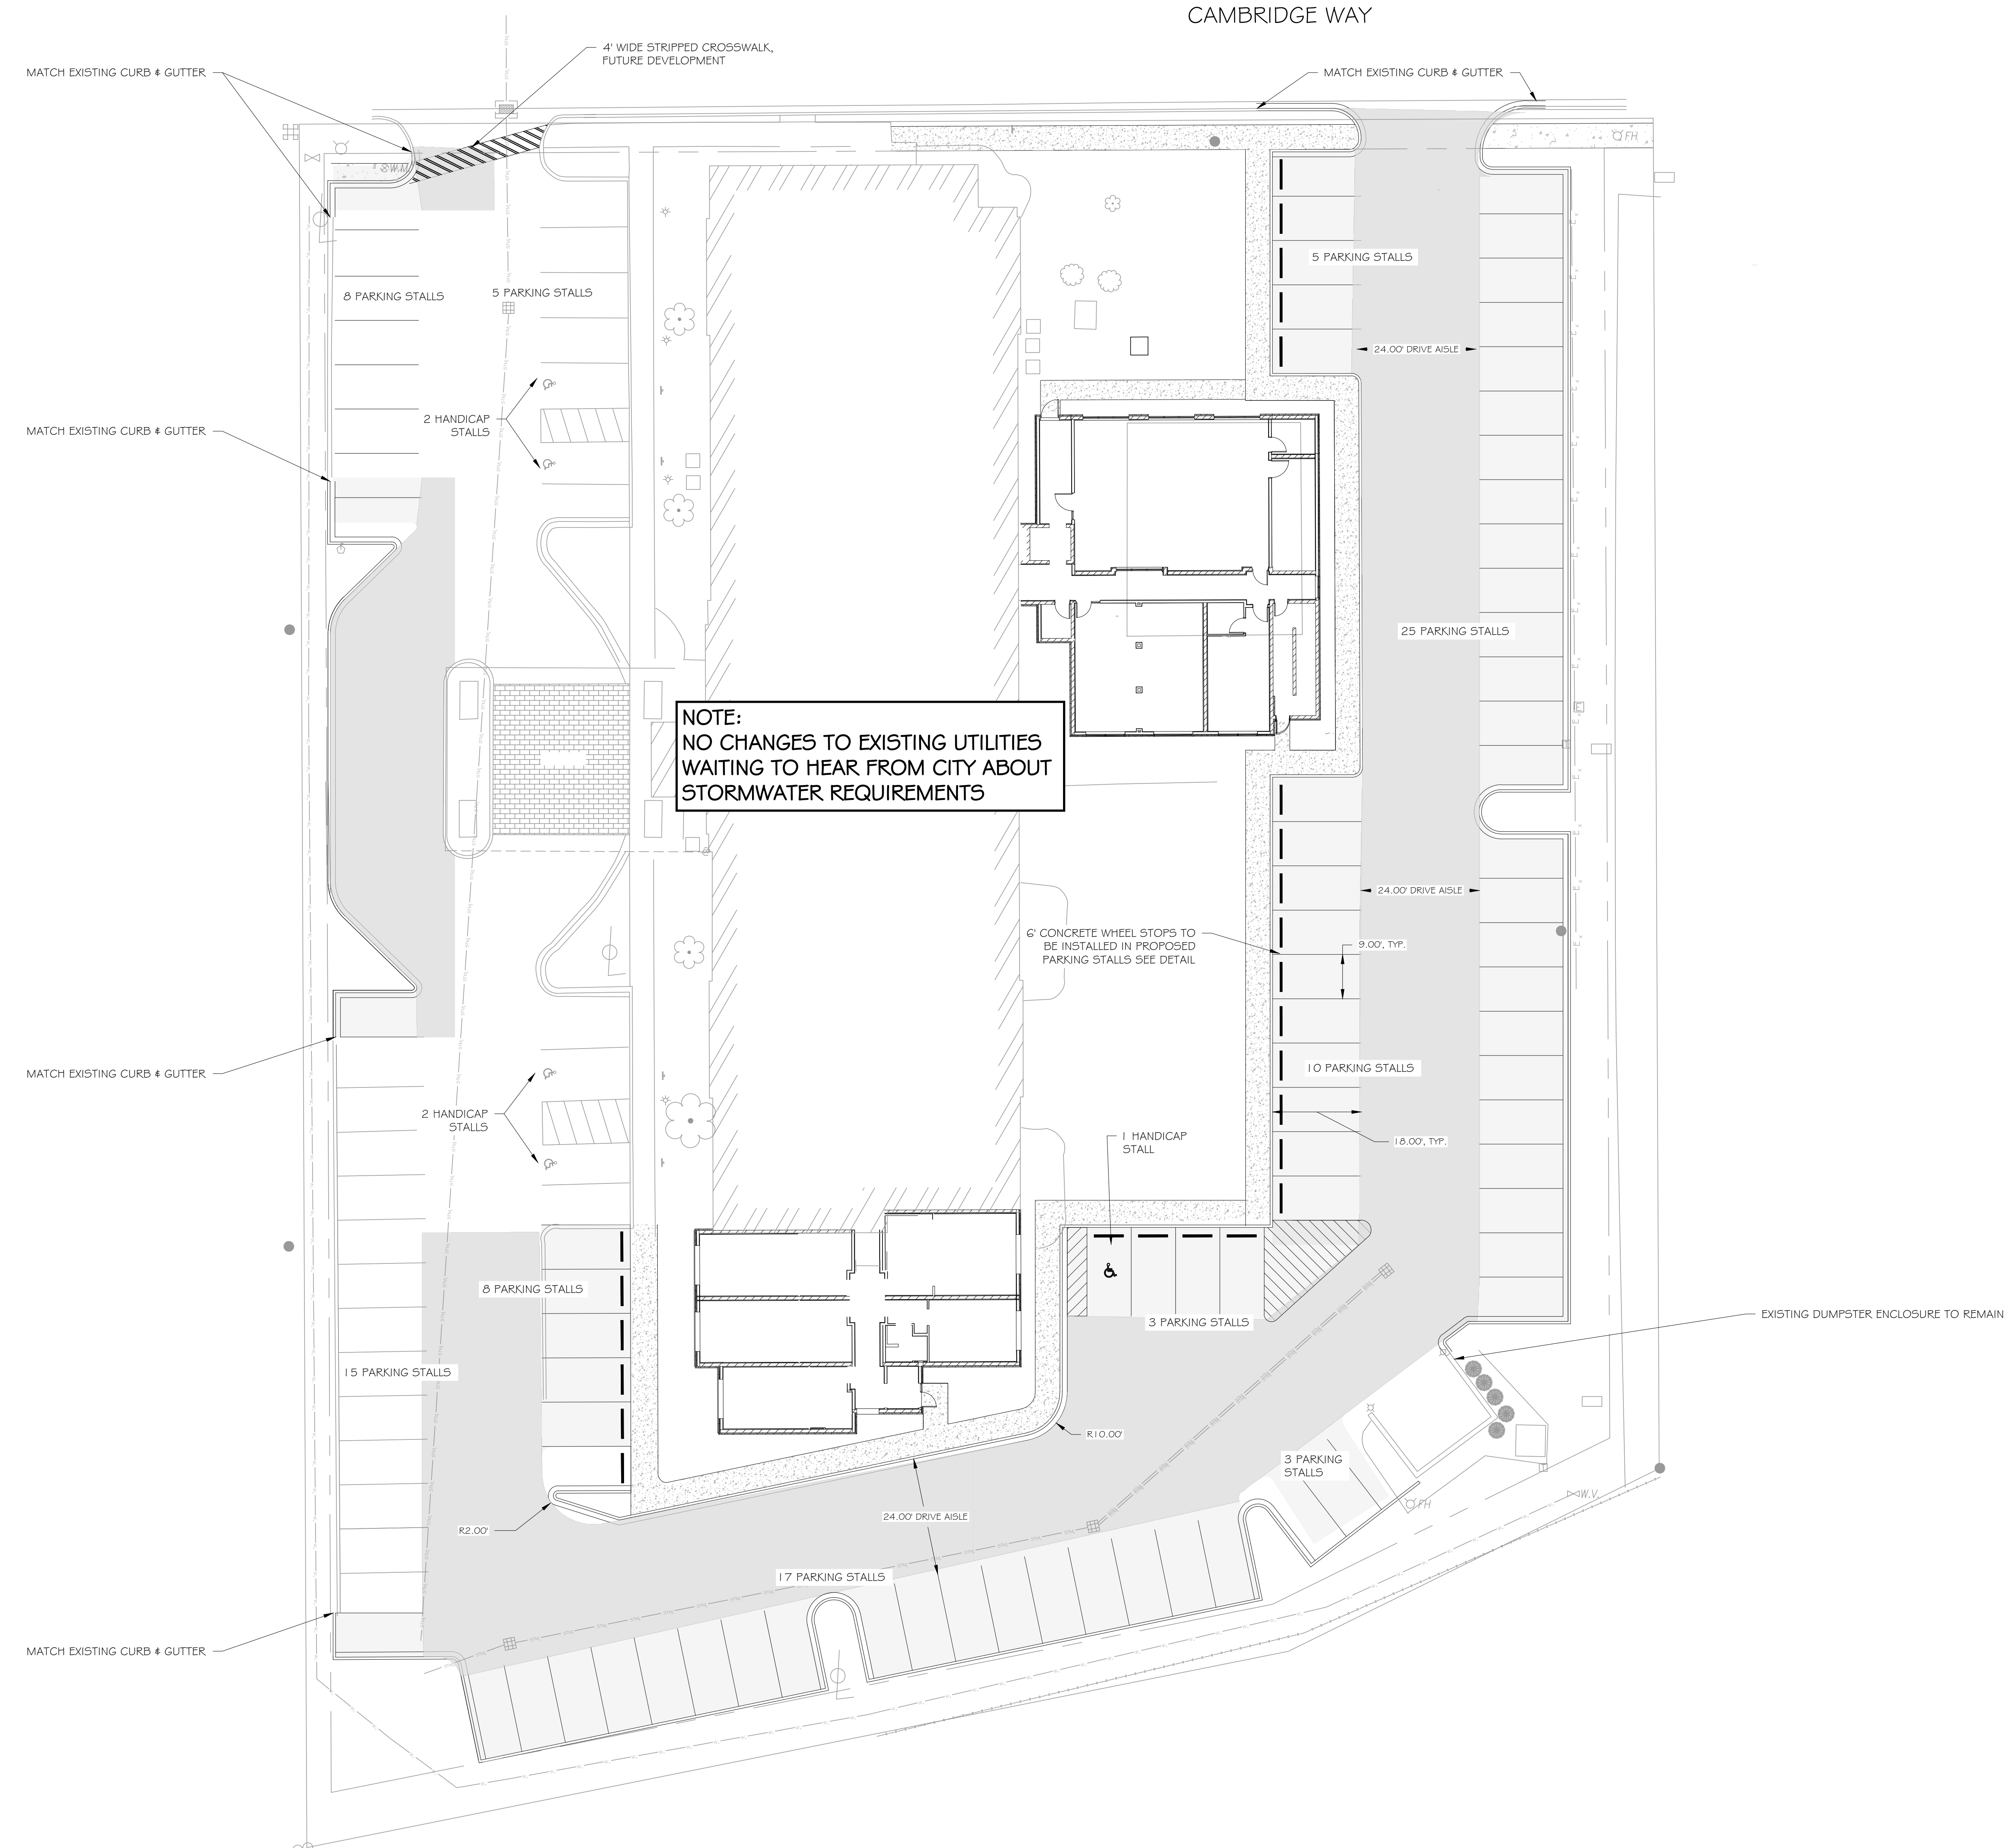 CAMBRIDGE WAY
4' WIDE STRIPPED CROSSWALK,
FUTURE DEVELOPMENT
MATCH EXISTING CURB & GUTTER
MATCH EXISTING CURB & GUTTER
FH
W.M.
5 PARKING STALLS
8 PARKING STALLS
5 PARKING STALLS
24.00' DRIVE AISLE
2 HANDICAP
STALLS
MATCH EXISTING CURB & GUTTER
25 PARKING STALLS
NOTE:
NO CHANGES TO EXISTING UTILITIES
WAITING TO HEAR FROM CITY ABOUT
STORMWATER REQUIREMENTS
E
24.00' DRIVE AISLE
6' CONCRETE WHEEL STOPS TO
BE INSTALLED IN PROPOSED
PARKING STALLS SEE DETAIL
9.00', TYP.
10 PARKING STALLS
MATCH EXISTING CURB & GUTTER
2 HANDICAP
STALLS
1 HANDICAP
STALL
18.00', TYP.
8 PARKING STALLS
3 PARKING STALLS
EXISTING DUMPSTER ENCLOSURE TO REMAIN
15 PARKING STALLS
R10.00'
3 PARKING
STALLS
W.V.
FH
24.00' DRIVE AISLE
R2.00'
17 PARKING STALLS
MATCH EXISTING CURB & GUTTER